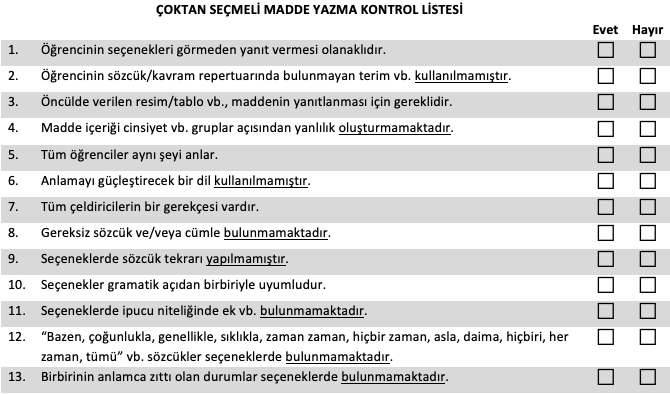 ÇOKTAN SEÇMELİ MADDE YAZMA KONTROL LİSTESİ
Evet Hayır
1. Öğrencinin seçenekleri görmeden yanıt vermesi olanaklıdır.
2. Öğrencinin sözcük/kavram repertuarında bulunmayan terim vb. kullanılmamıştır.
3. Öncülde verilen resim/tablo vb., maddenin yanıtlanması için gereklidir.
4. Madde içeriği cinsiyet vb. gruplar açısından yanlılık oluşturmamaktadır.
5. Tüm öğrenciler aynı şeyi anlar.
6. Anlamayı güçleştirecek bir dil kullanılmamıştır.
7. Tüm çeldiricilerin bir gerekçesi vardır.
8. Gereksiz sözcük ve/veya cümle bulunmamaktadır.
9. Seçeneklerde sözcük tekrarı yapılmamıştır.
10. Seçenekler gramatik açıdan birbiriyle uyumludur.
11. Seçeneklerde ipucu niteliğinde ek vb. bulunmamaktadır.
12. “Bazen, çoğunlukla, genellikle, sıklıkla, zaman zaman, hiçbir zaman, asla, daima, hiçbiri, her
zaman, tümü” vb. sözcükler seçeneklerde bulunmamaktadır.
13. Birbirinin anlamca zıttı olan durumlar seçeneklerde bulunmamaktadır.